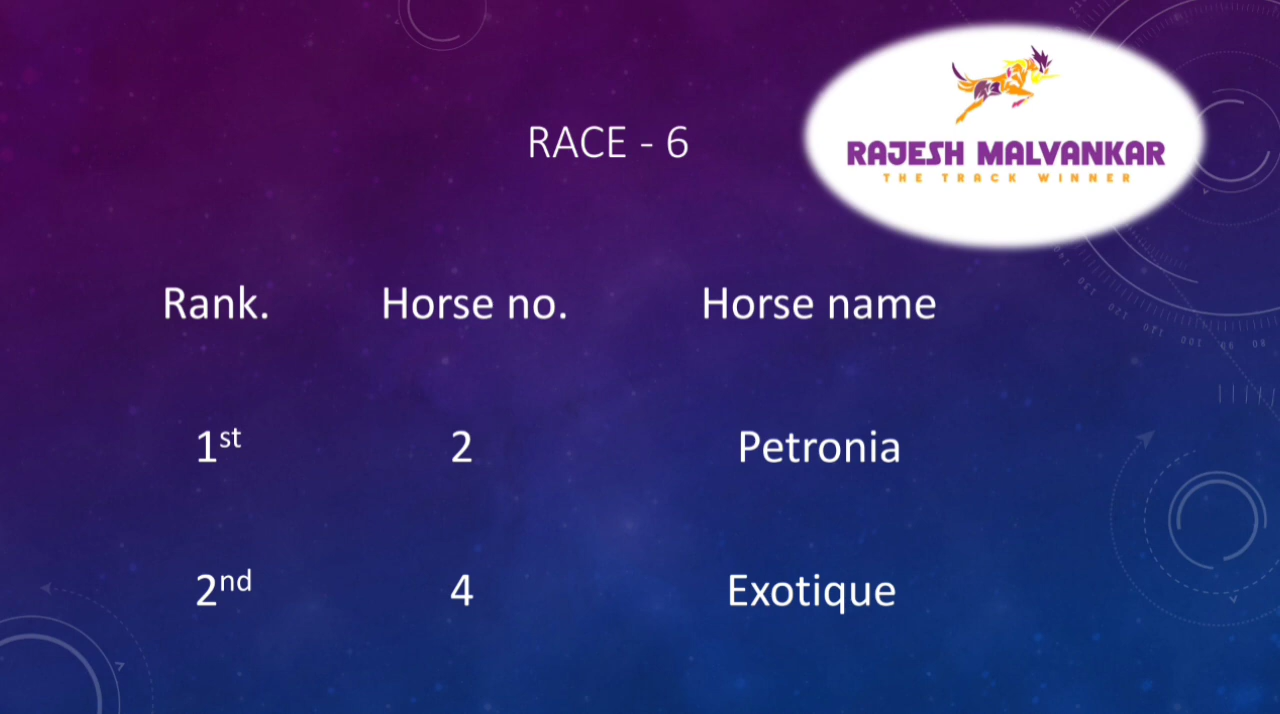 RACE - 6
RAJESH MALVANKAR
THE TRACK WINNER
Rank. Horse no. Horse name
1st 2 Petronia
2nd 4 Exotique